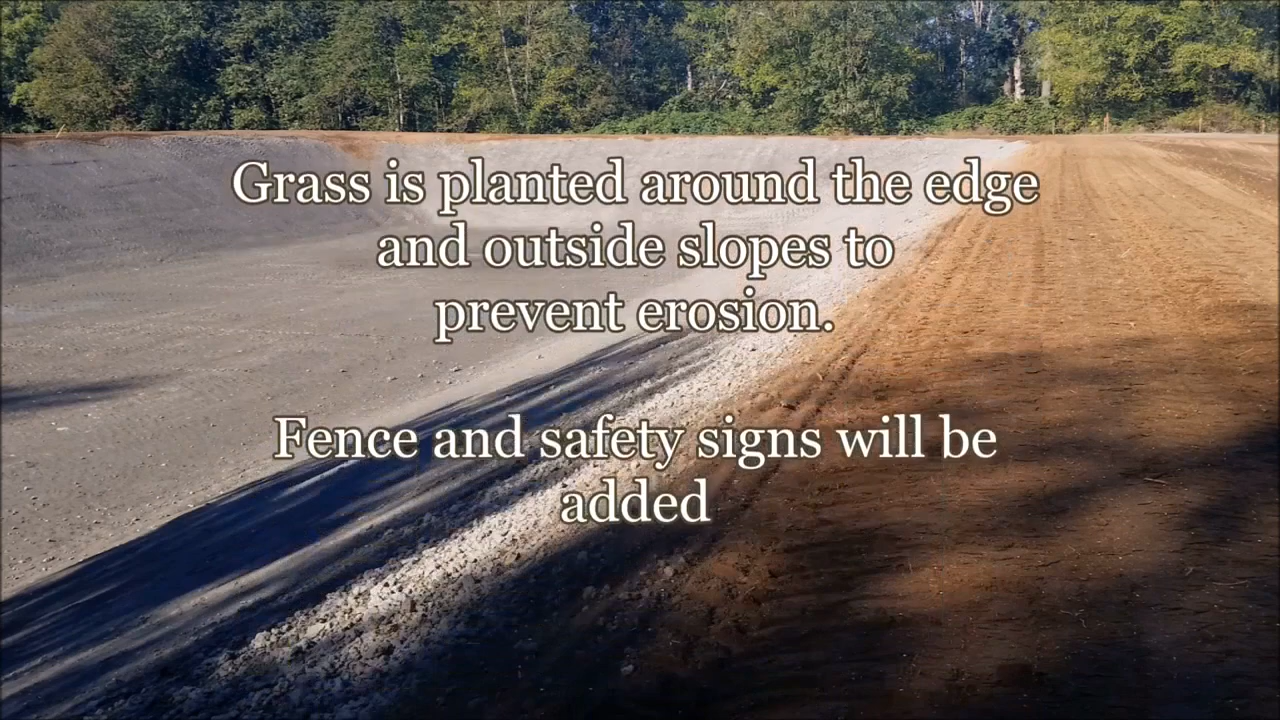 Grass is planted around the edge
and outside slopes to
prevent erosion.
Fence and safety signs will be
added